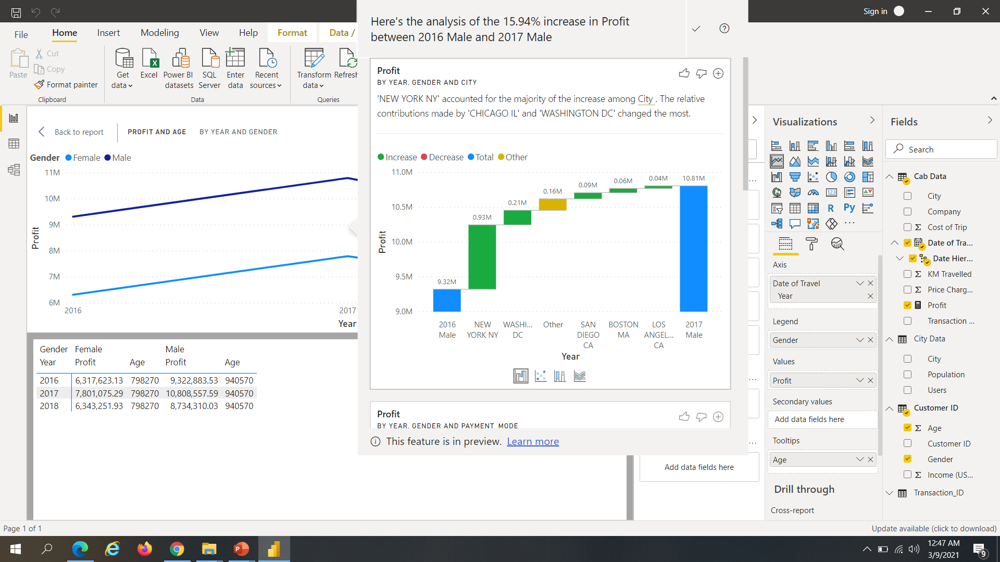 Sign in
File
Home
Insert
Modeling
View
Help
Format
Data /
Paste
Cut
Copy
Format painter
Clipboard
Get data
Excel
Power BI datasets
SQL Server
Enter data
Recent sources
Data
Transform data
Refresh
Queries
Here's the analysis of the 15.94% increase in Profit
between 2016 Male and 2017 Male
Back to report
PROFIT AND AGE
BY YEAR AND GENDER
Gender Female Male
11M
10M
9M
8M
7M
6M
Profit
2016
2017
Year
Gender Female Male
Year Profit Age Profit Age
2016 6,317,623.13 798270 9,322,883.53 940570
2017 7,801,075.29 798270 10,808,557.59 940570
2018 6,343,251.93 798270 8,734,310.03 940570
Profit
BY YEAR, GENDER AND CITY
'NEW YORK NY' accounted for the majority of the increase among City . The relative
contributions made by 'CHICAGO IL' and 'WASHINGTON DC' changed the most.
Increase Decrease Total Other
11.0M
10.5M
10.0M
9.5M
9.0M
Profit
9.32M
0.93M
0.21M
0.16M
0.09M
0.06M
0.04M
10.81M
2016 Male
NEW YORK NY
WASHI... DC
Other
SAN DIEGO CA
BOSTON MA
LOS ANGEL... CA
2017 Male
Year
Profit
BY YEAR, GENDER AND PAYMENT_MODE
This feature is in preview. Learn more
Add data fields here
Visualizations
R
Py
123
Axis
Date of Travel
Year
Legend
Gender
Values
Profit
Secondary values
Add data fields here
Tooltips
Age
Drill through
Cross-report
Fields
Search
Cab Data
City
Company
Cost of Trip
Date of Tra...
Date Hier...
KM Travelled
Price Charg...
Profit
Transaction ...
City Data
City
Population
Users
Customer ID
Age
Customer ID
Gender
Income (US...
Transaction_ID
Page 1 of 1
Update available (click to download)
12:47 AM
3/9/2021
9